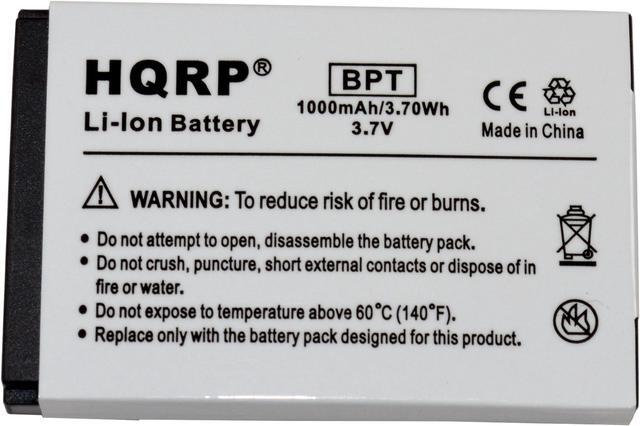 HQRP®
Li-Ion Battery
BPT
1000mAh/3.70Wh
3.7V
CE
Li-Ion
Made in China
WARNING: To reduce risk of fire or burns.
• Do not attempt to open, disassemble the battery pack.
• Do not crush, puncture, short external contacts or dispose of in
fire or water.
• Do not expose to temperature above 60°C (140°F).
• Replace only with the battery pack designed for this product.